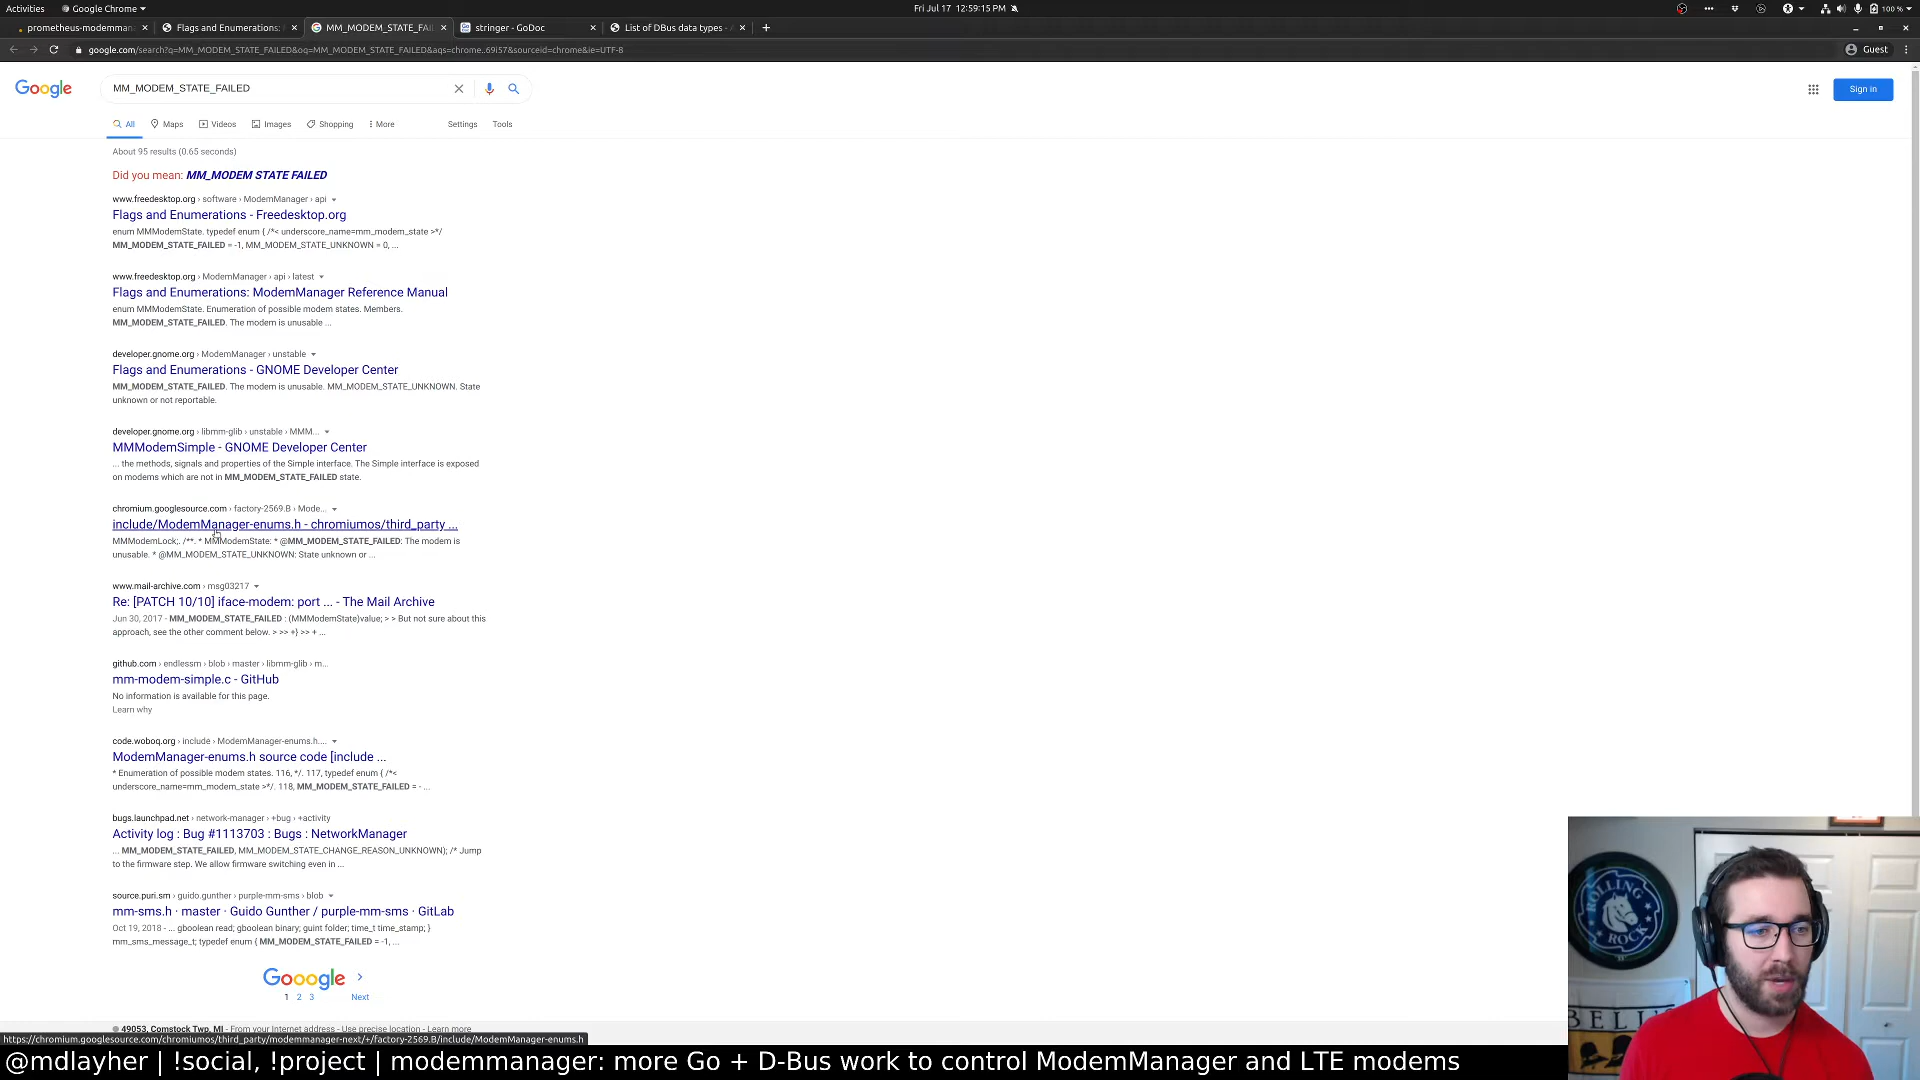 Activities
Google Chrome
Fri Jul 17 12:59:15 PM
100 %
prometheus-modemman
Flags and Enumerations:
MM_MODEM_STATE_FAI
stringer - GoDoc
List of DBus data types -
google.com/search?q=MM_MODEM_STATE_FAILED&oq=MM_MODEM_STATE_FAILED&aqs=chrome..69i57&sourceid=chrome&ie=UTF-8
Guest
Google
MM_MODEM_STATE_FAILED
Sign in
All
Maps
Videos
Images
Shopping
More
Settings
Tools
About 95 results (0.65 seconds)
Did you mean: MM_MODEM STATE FAILED
www.freedesktop.org › software › ModemManager › api
Flags and Enumerations - Freedesktop.org
enum MMModemState. typedef enum { /*< underscore_name=mm_modem_state >*/
MM_MODEM_STATE_FAILED = -1, MM_MODEM_STATE_UNKNOWN = 0, ...
www.freedesktop.org › ModemManager › api › latest
Flags and Enumerations: ModemManager Reference Manual
enum MMModemState. Enumeration of possible modem states. Members.
MM_MODEM_STATE_FAILED. The modem is unusable ...
developer.gnome.org › ModemManager › unstable
Flags and Enumerations - GNOME Developer Center
MM_MODEM_STATE_FAILED. The modem is unusable. MM_MODEM_STATE_UNKNOWN. State
unknown or not reportable.
developer.gnome.org › libmm-glib › unstable › MMM...
MMModemSimple - GNOME Developer Center
... the methods, signals and properties of the Simple interface. The Simple interface is exposed
on modems which are not in MM_MODEM_STATE_FAILED state.
chromium.googlesource.com › factory-2569.B › Mode...
include/ModemManager-enums.h - chromiumos/third_party ...
MMModemLock;. /**. * MMModemState: * @MM_MODEM_STATE_FAILED: The modem is
unusable. * @MM_MODEM_STATE_UNKNOWN: State unknown or ...
www.mail-archive.com › msg03217
Re: [PATCH 10/10] iface-modem: port ... - The Mail Archive
Jun 30, 2017 - MM_MODEM_STATE_FAILED : (MMModemState)value; > > But not sure about this
approach, see the other comment below. > >> +} >> + ...
github.com › endlessm › blob › master › libmm-glib › m...
mm-modem-simple.c - GitHub
No information is available for this page.
Learn why
code.woboq.org › include › ModemManager-enums.h...
ModemManager-enums.h source code [include ...
* Enumeration of possible modem states. 116, */. 117, typedef enum { /*<
underscore_name=mm_modem_state >*/. 118, MM_MODEM_STATE_FAILED = - ...
bugs.launchpad.net › network-manager › +bug › +activity
Activity log : Bug #1113703 : Bugs : NetworkManager
... MM_MODEM_STATE_FAILED, MM_MODEM_STATE_CHANGE_REASON_UNKNOWN); /* Jump
to the firmware step. We allow firmware switching even in ...
source.puri.sm › guido.gunther › purple-mm-sms › blob
mm-sms.h · master · Guido Gunther / purple-mm-sms · GitLab
Oct 19, 2018 - ... gboolean read; gboolean binary; guint folder; time_t time_stamp; }
mm_sms_message_t; typedef enum { MM_MODEM_STATE_FAILED = -1, ...
Gooogle
1 2 3 Next
49053, Comstock Twp, MI - From your Internet address - Use precise location - Learn more
https://chromium.googlesource.com/chromiumos/third_party/modemmanager-next/+/factory-2569.B/include/ModemManager-enums.h
ROLLING
ROCK
BELL'S
@mdlayher | !social, !project | modemmanager: more Go + D-Bus work to control ModemManager and LTE modems